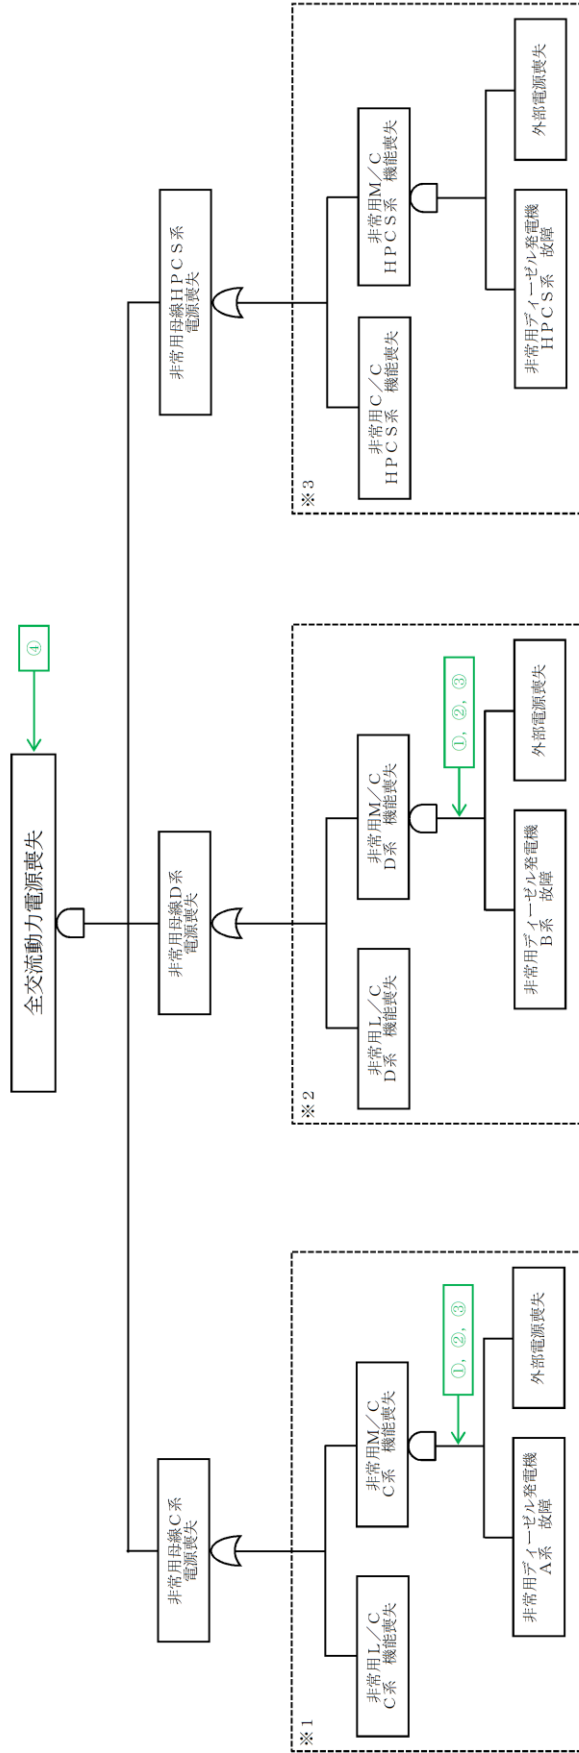 全交流動力電源喪失
④
非常用母線C系
電源喪失
非常用母線D系
電源喪失
非常用母線HPCS系
電源喪失
※1
非常用L/C
C系 機能喪失
非常用M/C
C系 機能喪失
①, ②, ③
非常用ディーゼル発電機
A系 故障
外部電源喪失
※2
非常用L/C
D系 機能喪失
非常用M/C
D系 機能喪失
①, ②, ③
非常用ディーゼル発電機
B系 故障
外部電源喪失
※3
非常用C/C
HPCS系 機能喪失
非常用M/C
HPCS系 機能喪失
非常用ディーゼル発電機
HPCS系 故障
外部電源喪失